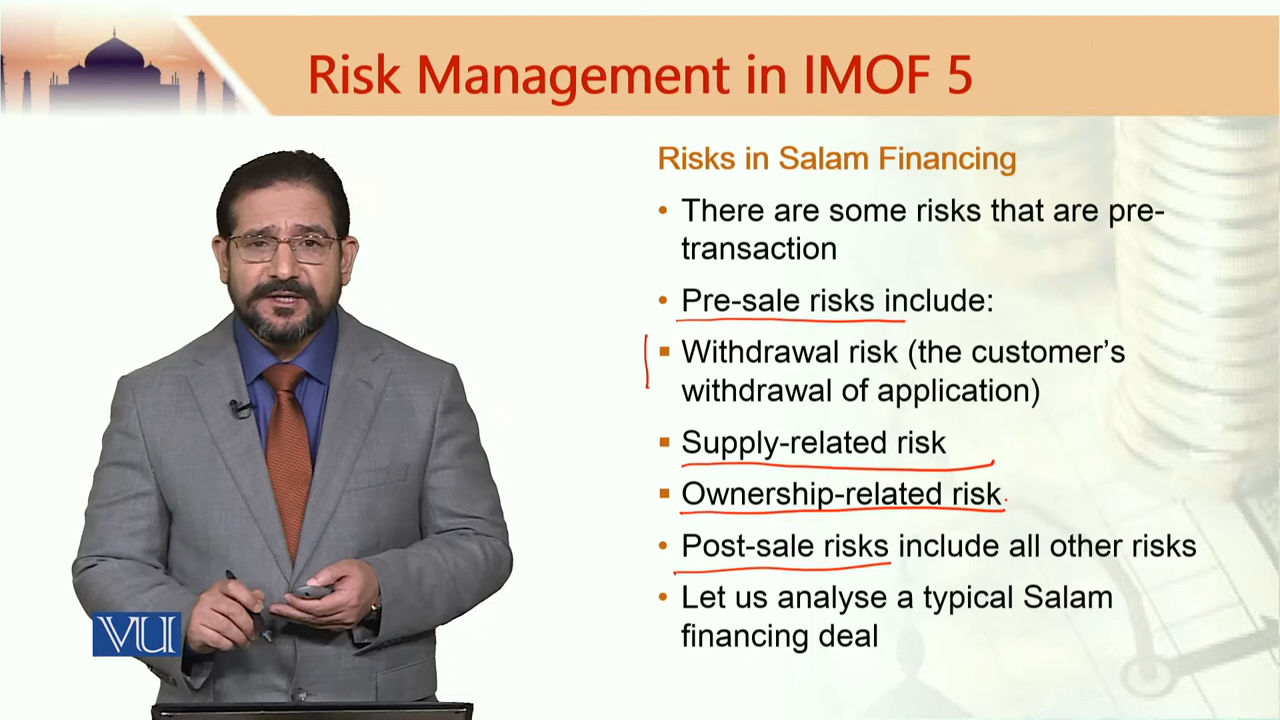 Risk Management in IMOF 5
Risks in Salam Financing
• There are some risks that are pre-
transaction
• Pre-sale risks include:
▪ Withdrawal risk (the customer's
withdrawal of application)
▪ Supply-related risk
▪ Ownership-related risk
• Post-sale risks include all other risks
• Let us analyse a typical Salam
financing deal
VU